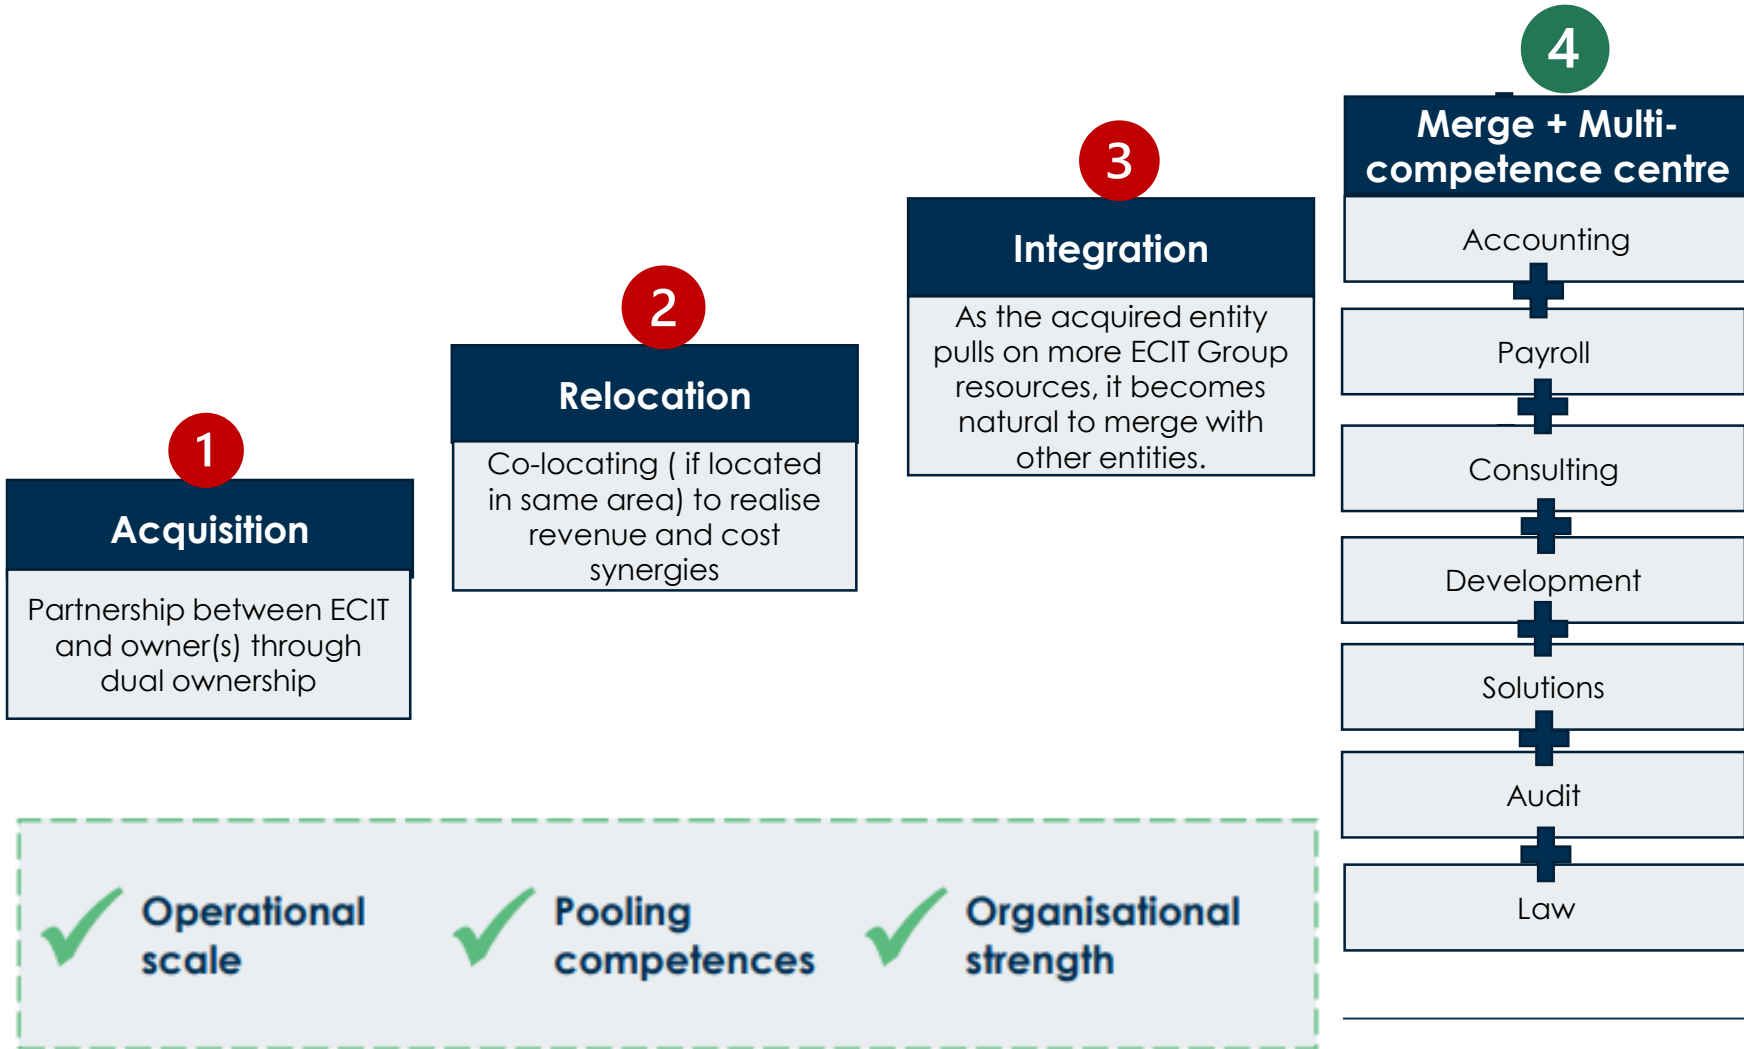 1
Acquisition
Partnership between ECIT
and owner(s) through
dual ownership
2
Relocation
Co-locating ( if located
in same area) to realise
revenue and cost
synergies
3
Integration
As the acquired entity
pulls on more ECIT Group
resources, it becomes
natural to merge with
other entities.
4
Merge + Multi-
competence centre
Accounting
Payroll
Consulting
Development
Solutions
Audit
Law
Operational
scale
Pooling
competences
Organisational
strength